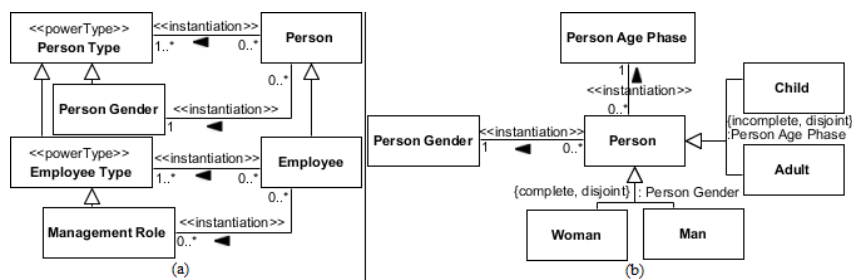 <<powerType>>
Person Type
<<instantiation>>
1..*
0..*
Person
0..*
Person Gender
<<instantiation>>
1
<<powerType>>
Employee Type
<<instantiation>>
1..*
0..*
Employee
0..*
<<instantiation>>
Management Role
0..*
(a)
Person Age Phase
1
<<instantiation>>
0..*
Child
{incomplete, disjoint}
:Person Age Phase
Person Gender
<<instantiation>>
1
0..*
Person
Adult
{complete, disjoint}
: Person Gender
Woman
Man
(b)